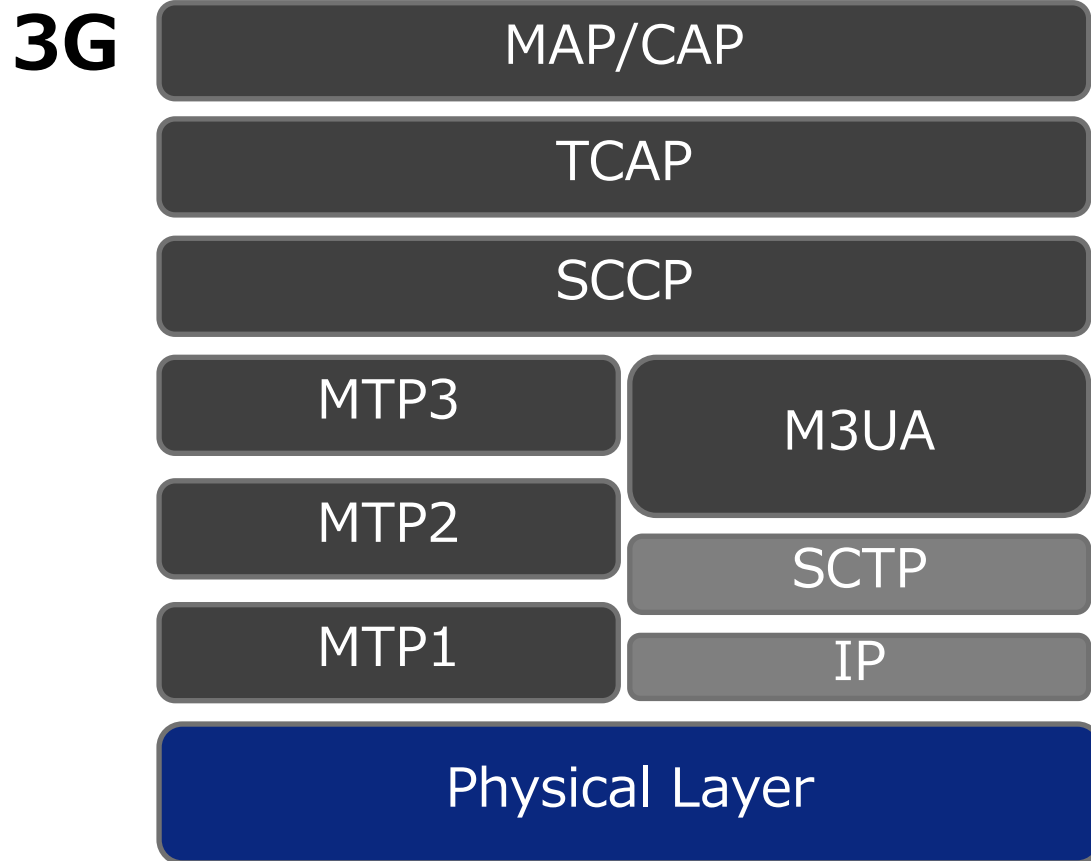 3G
MAP/CAP
TCAP
SCCP
MTP3
M3UA
MTP2
SCTP
MTP1
IP
Physical Layer